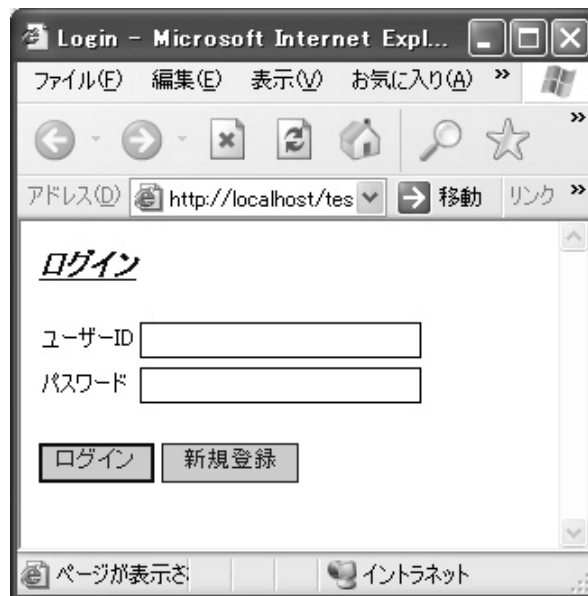 Login - Microsoft Internet Expl...
ファイル(F) 編集(E) 表示(V) お気に入り(A) »
»
アドレス(D) http://localhost/tes 移動 リンク »
ログイン
ユーザーID
パスワード
ログイン 新規登録
ページが表示さ イントラネット